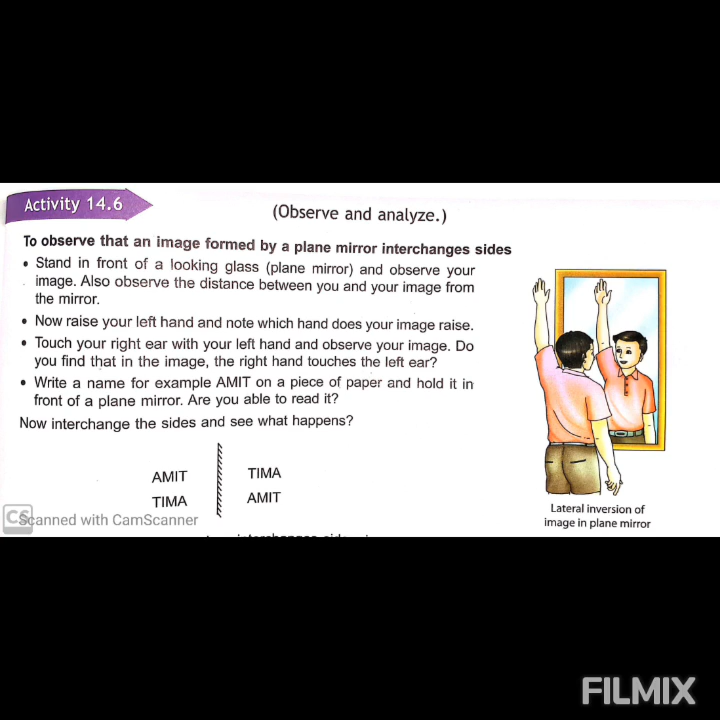 Activity 14.6
(Observe and analyze.)
To observe that an image formed by a plane mirror interchanges sides
• Stand in front of a looking glass (plane mirror) and observe your
image. Also observe the distance between you and your image from
the mirror.
• Now raise your left hand and note which hand does your image raise.
• Touch your right ear with your left hand and observe your image. Do
you find that in the image, the right hand touches the left ear?
• Write a name for example AMIT on a piece of paper and hold it in
front of a plane mirror. Are you able to read it?
Now interchange the sides and see what happens?
AMIT TIMA
TIMA AMIT
Lateral inversion of
image in plane mirror
CS
Scanned with CamScanner
FILMIX